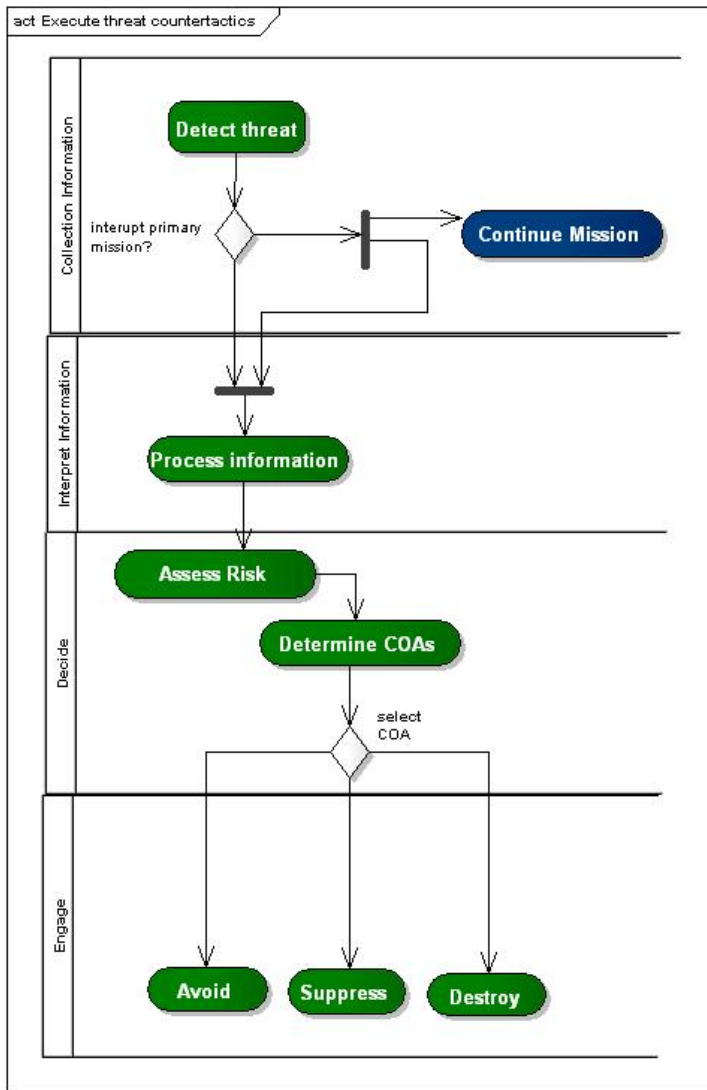 act Execute threat countertactics
Collection Information
Detect threat
interupt primary
mission?
Continue Mission
Interpret Information
Process information
Decide
Assess Risk
Determine COAs
select
COA
Engage
Avoid
Suppress
Destroy